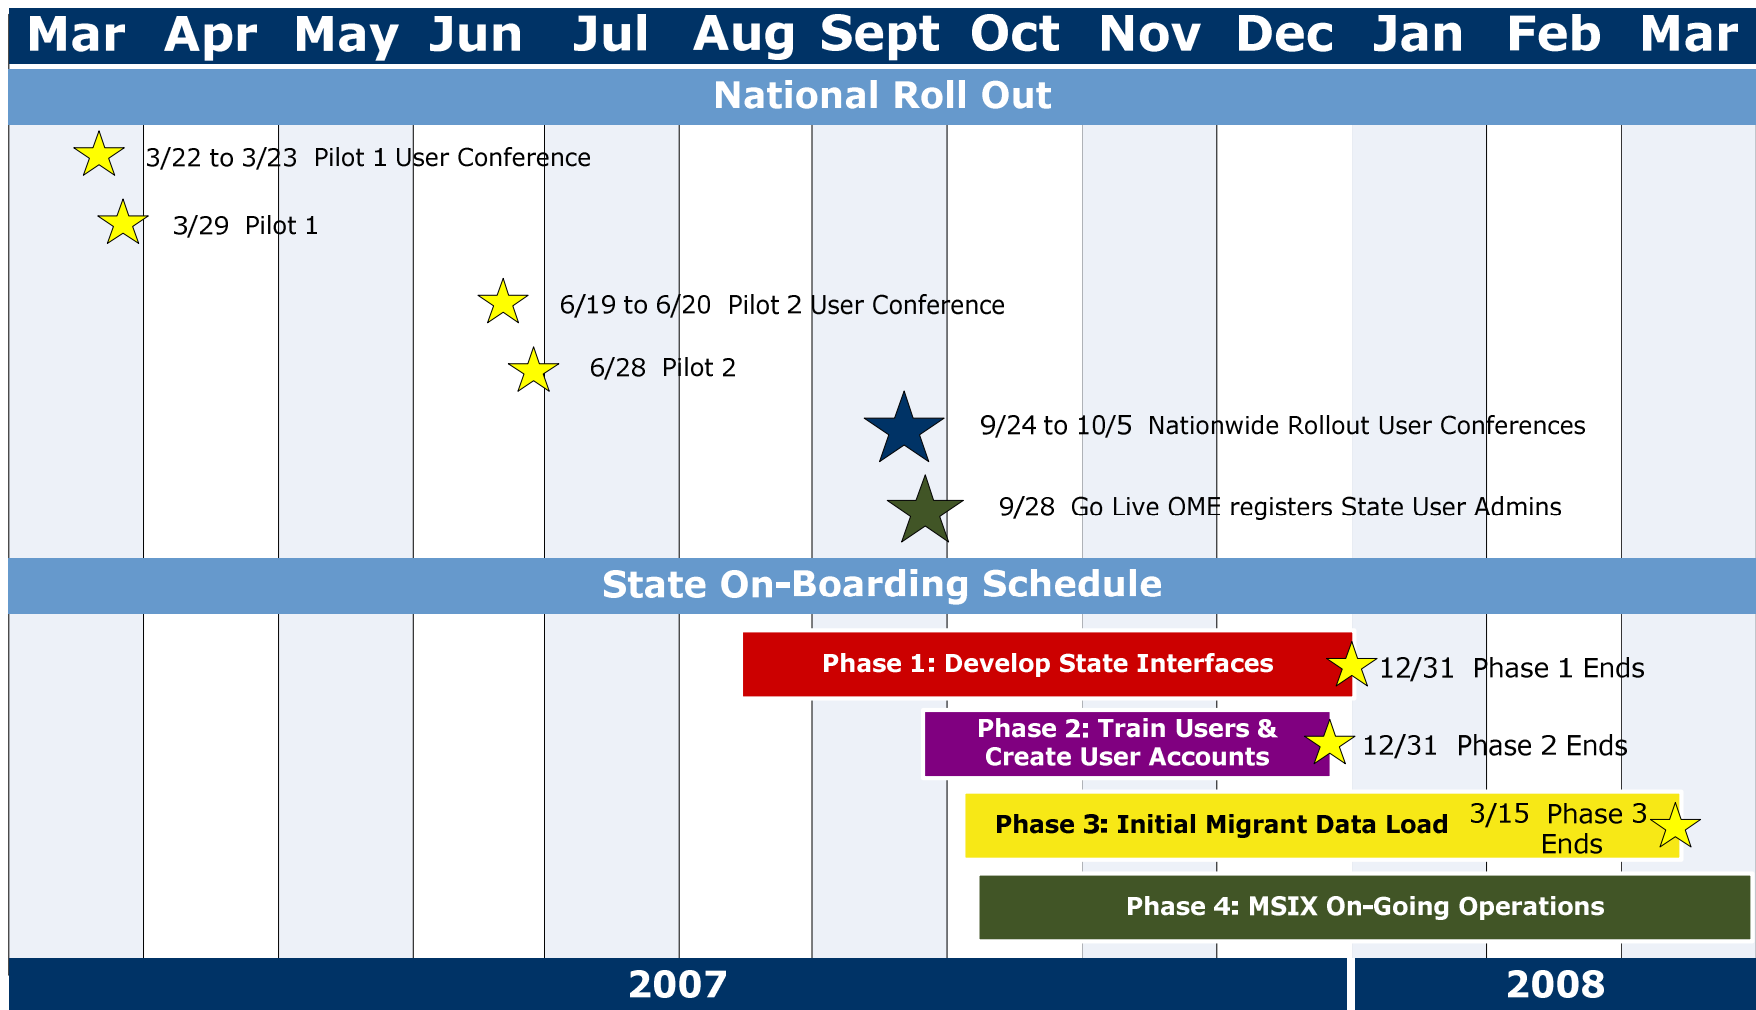 Mar Apr May Jun Jul Aug Sept Oct Nov Dec Jan Feb Mar
National Roll Out
3/22 to 3/23 Pilot 1 User Conference
3/29 Pilot 1
6/19 to 6/20 Pilot 2 User Conference
6/28 Pilot 2
9/24 to 10/5 Nationwide Rollout User Conferences
9/28 Go Live OME registers State User Admins
State On-Boarding Schedule
Phase 1: Develop State Interfaces
12/31 Phase 1 Ends
Phase 2: Train Users &
Create User Accounts
12/31 Phase 2 Ends
Phase 3: Initial Migrant Data Load
3/15 Phase 3
Ends
Phase 4: MSIX On-Going Operations
2007 2008